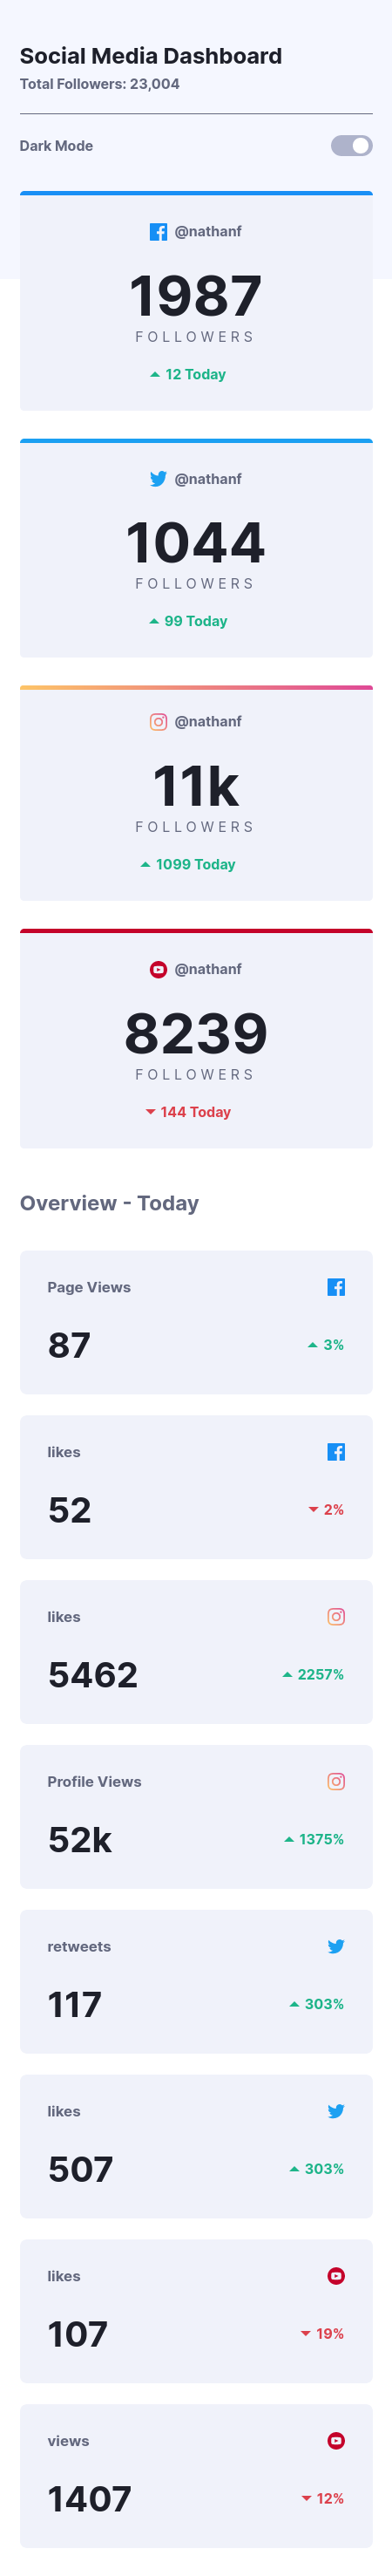 Social Media Dashboard
Total Followers: 23,004
Dark Mode
@nathanf
1987
FOLLOWERS
12 Today
@nathanf
1044
FOLLOWERS
99 Today
@nathanf
11k
FOLLOWERS
1099 Today
@nathanf
8239
FOLLOWERS
144 Today
Overview - Today
Page Views
87 3%
likes
52 2%
likes
5462 2257%
Profile Views
52k 1375%
retweets
117 303%
likes
507 303%
likes
107 19%
views
1407 12%